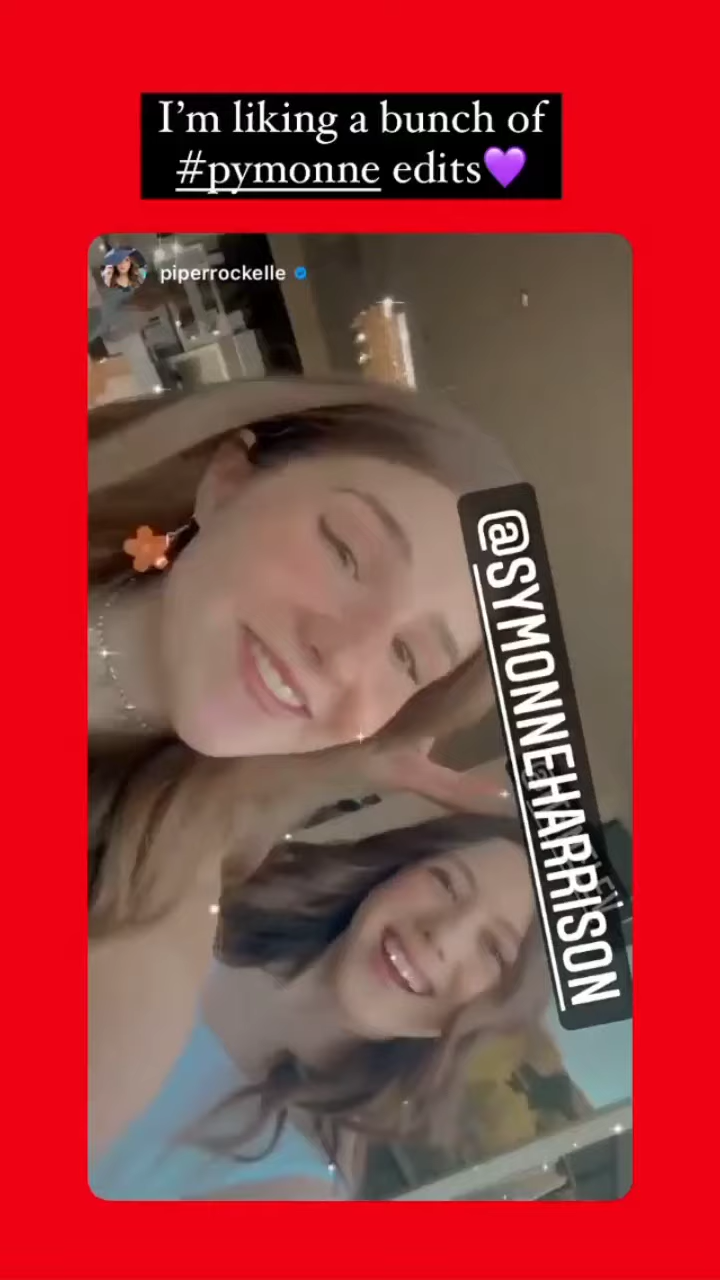 I’m liking a bunch of
#pymonne edits💜
piperrockelle
@SYMONNEHARRISON